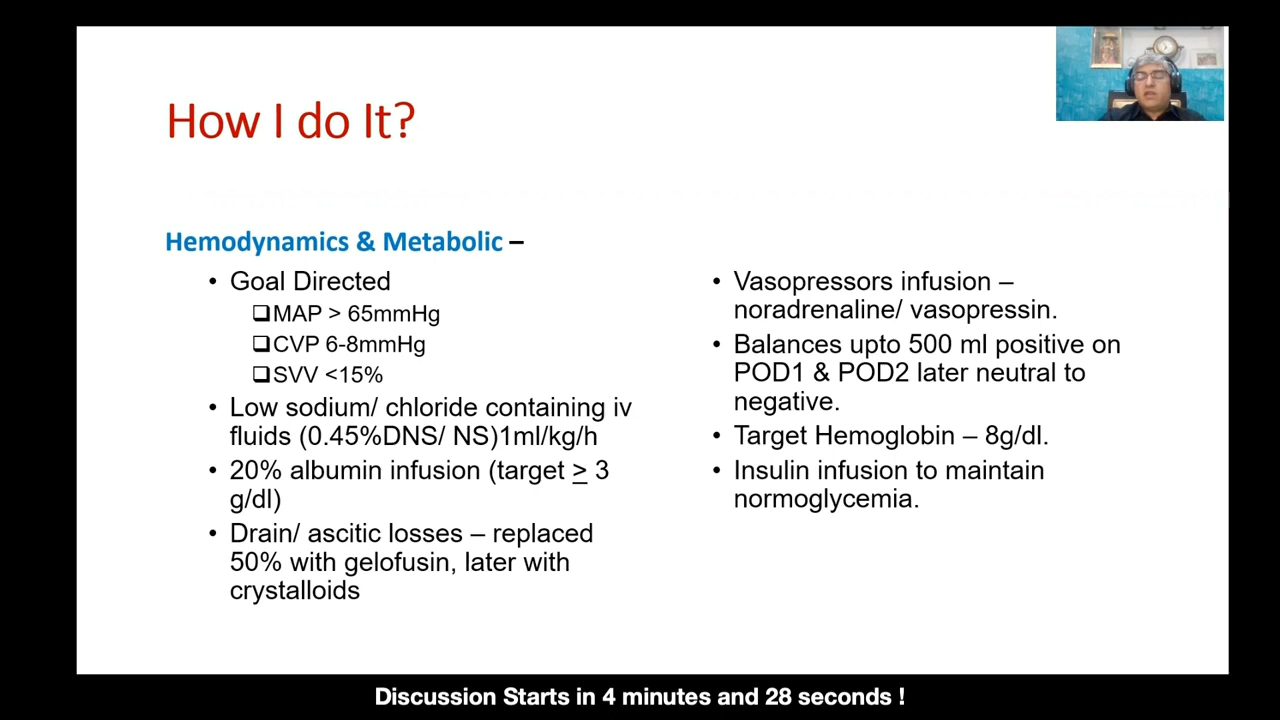 How I do It?
Hemodynamics & Metabolic –
• Goal Directed
❑MAP > 65mmHg
❑CVP 6-8mmHg
❑SVV <15%
• Low sodium/ chloride containing iv
fluids (0.45%DNS/ NS)1ml/kg/h
• 20% albumin infusion (target ≥ 3
g/dl)
• Drain/ ascitic losses – replaced
50% with gelofusin, later with
crystalloids
• Vasopressors infusion –
noradrenaline/ vasopressin.
• Balances upto 500 ml positive on
POD1 & POD2 later neutral to
negative.
• Target Hemoglobin – 8g/dl.
• Insulin infusion to maintain
normoglycemia.
Discussion Starts in 4 minutes and 28 seconds !